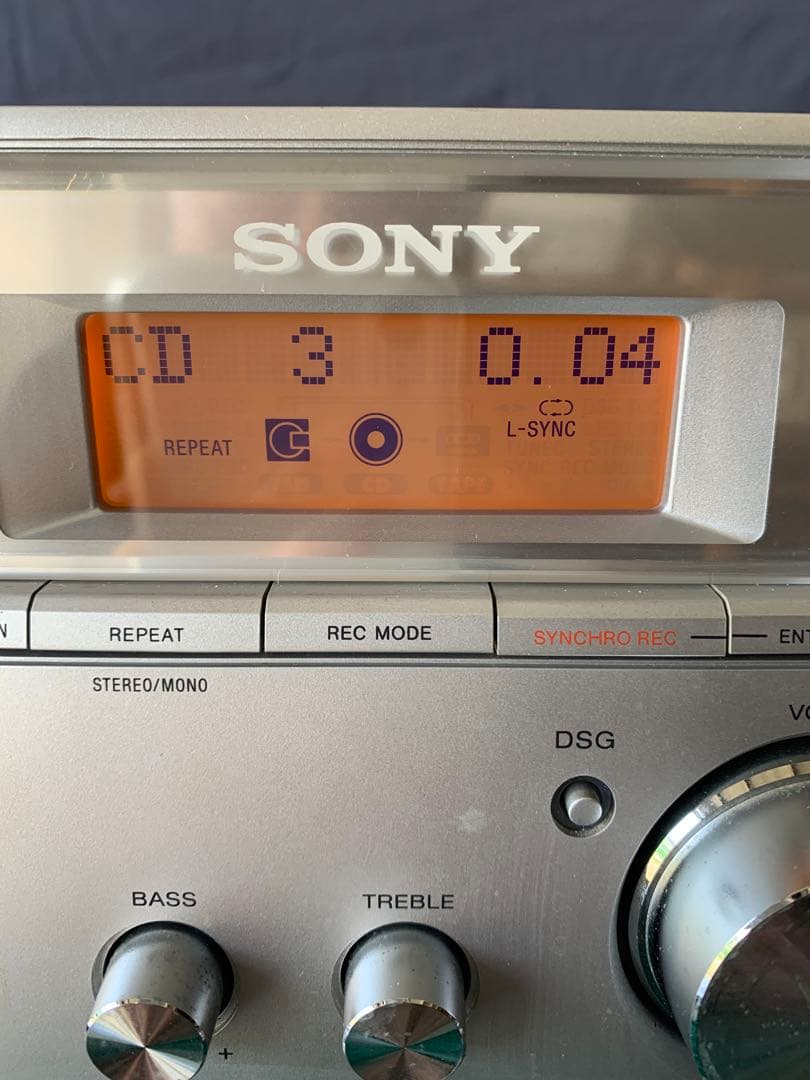 SONY
CD 3 0.04
L-SYNC
REPEAT
REPEAT REC MODE SYNCHRO REC
STEREO/MONO
DSG
BASS TREBLE
+